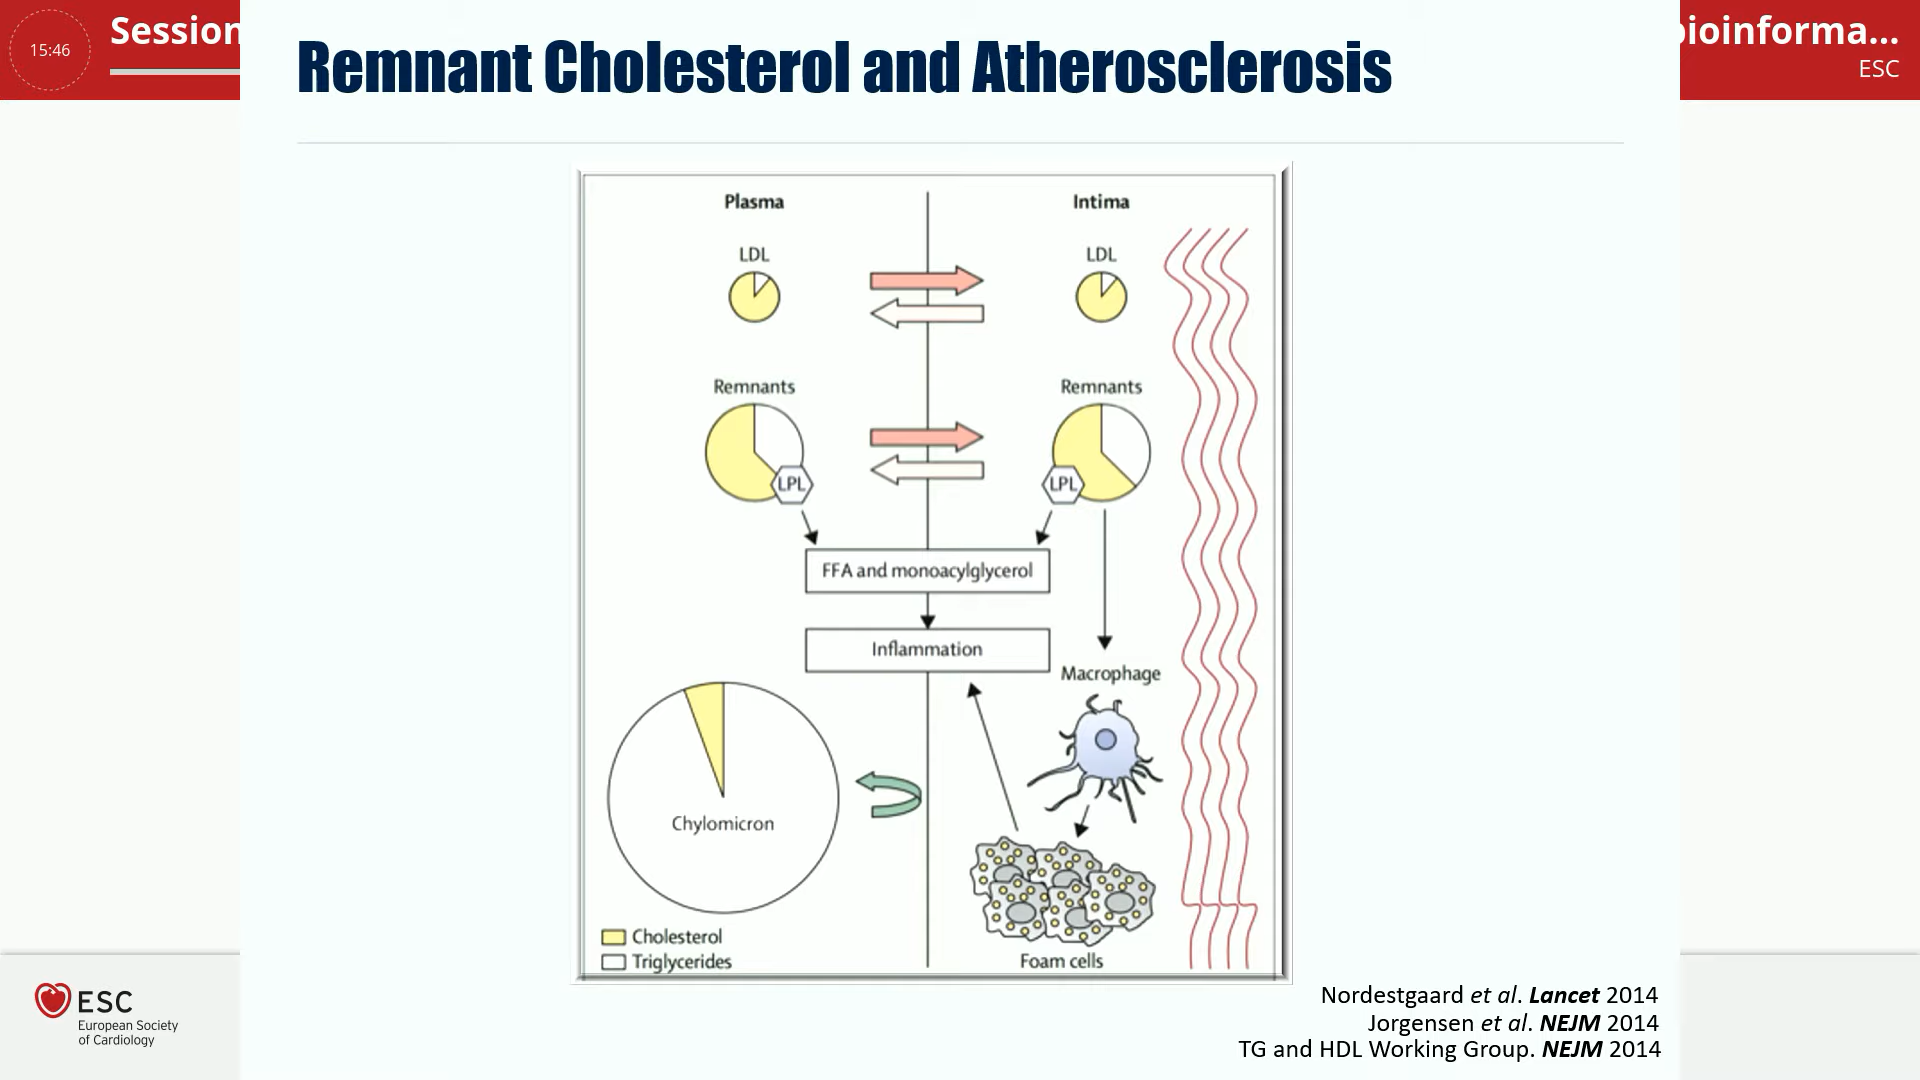 15:46
Session
bioinforma...
ESC
Remnant Cholesterol and Atherosclerosis
Plasma
Intima
LDL
LDL
Remnants
Remnants
LPL
LPL
FFA and monoacylglycerol
Inflammation
Macrophage
Chylomicron
Cholesterol
Triglycerides
Foam cells
Nordestgaard et al. Lancet 2014
Jorgensen et al. NEJM 2014
TG and HDL Working Group. NEJM 2014
ESC
European Society
of Cardiology